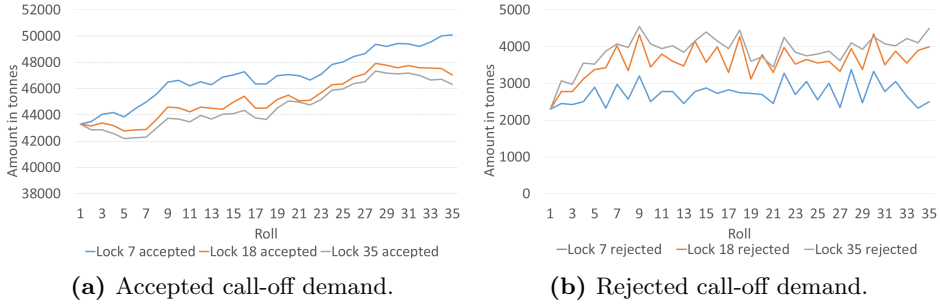 52000
50000
48000
46000
44000
42000
40000
38000
Amount in tonnes
1 3 5 7 9 11 13 15 17 19 21 23 25 27 29 31 33 35
Roll
Lock 7 accepted Lock 18 accepted Lock 35 accepted
(a) Accepted call-off demand.
5000
4000
3000
2000
1000
0
Amount in tonnes
1 3 5 7 9 11 13 15 17 19 21 23 25 27 29 31 33 35
Roll
Lock 7 rejected Lock 18 rejected Lock 35 rejected
(b) Rejected call-off demand.